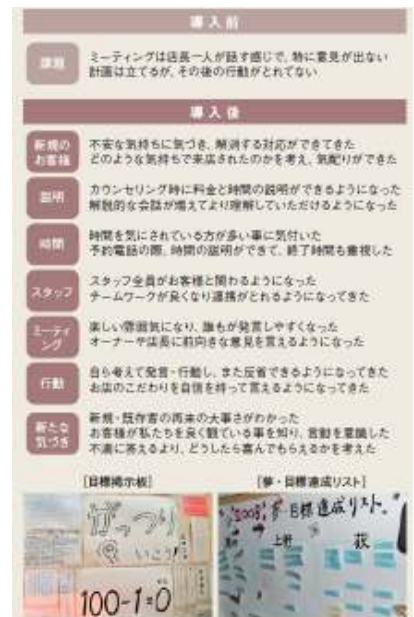 導入前
課題
ミーティングは店長一人が話す感じで、特に意見が出ない
計画は立てるが、その後の行動がとれてない
導入後
新規の
お客様
不安な気持ちに気づき、解消する対応ができてきた
どのような気持ちで来店されたのかを考え、気配りができた
説明
カウンセリング時に料金と時間の説明ができるようになった
解説的な会話が増えてより理解していただけるようになった
時間
時間を気にされている方が多い事に気付いた
予約電話の際、時間の説明ができて、終了時間も重視した
スタッフ
スタッフ全員がお客様と関わるようになった
チームワークが良くなり連携がとれるようになってきた
ミーティ
ング
楽しい雰囲気になり、誰もが発言しやすくなった
オーナーや店長に前向きな意見を言えるようになった
行動
自ら考えて発言・行動し、また反省できるようになってきた
お店のこだわりを自信を持って言えるようになってきた
新たな
気づき
新規・既存客の再来の大事さがわかった
お客様が私たちを良く観ている事を知り、言動を意識した
不満に答えるより、どうしたら喜んでもらえるかを考えた
[目標掲示板]
[夢・目標達成リスト]
がっつり
いこう!
100-1=0
夢・目標達成リスト。
上野
荻